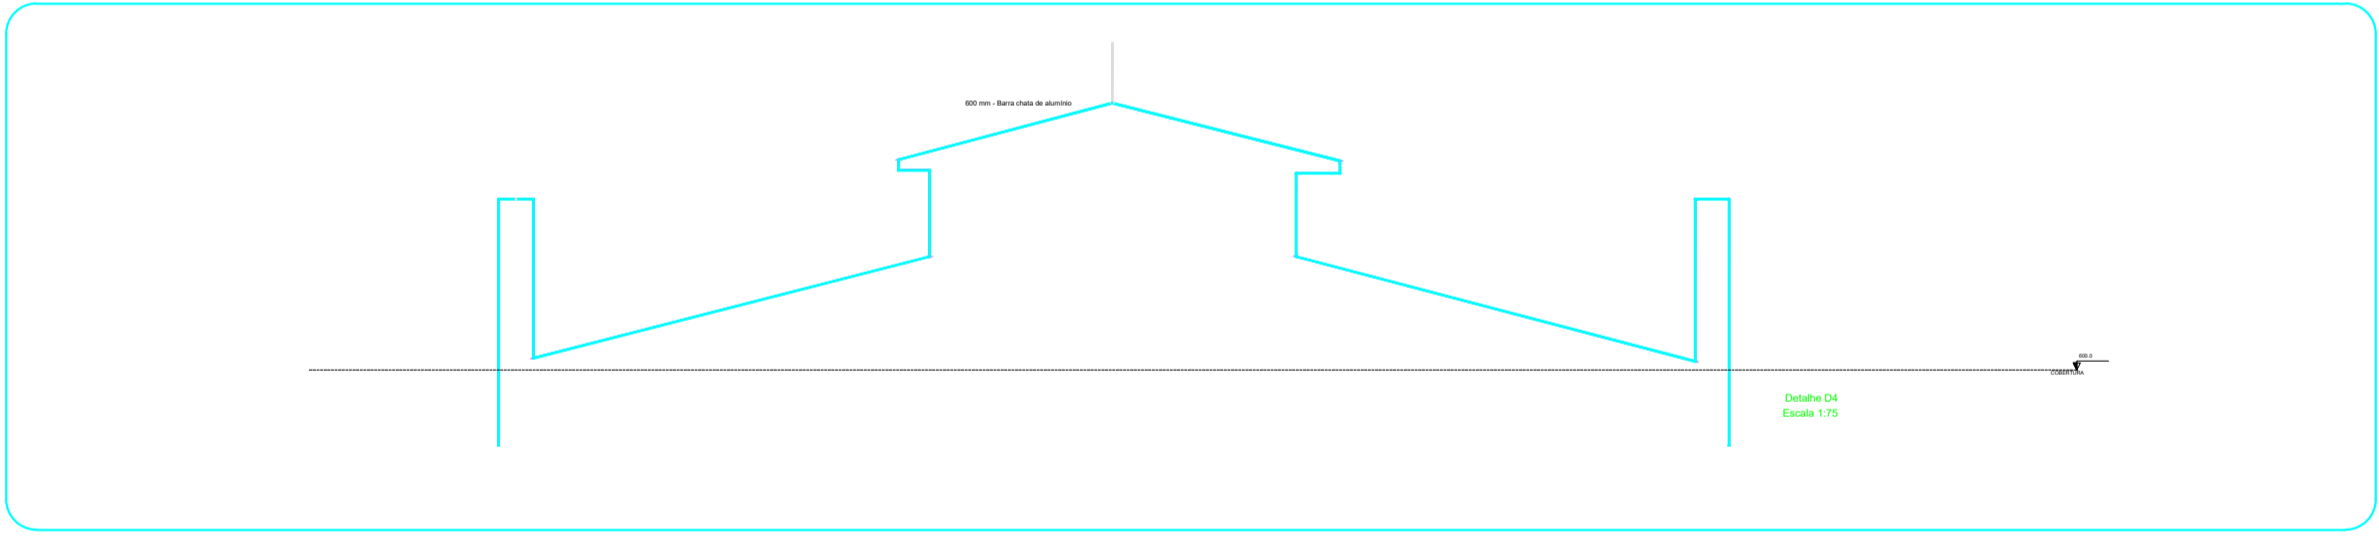 600 mm - Barra chata de alumínio
600.0
COBERTURA
Detalhe D4
Escala 1:75